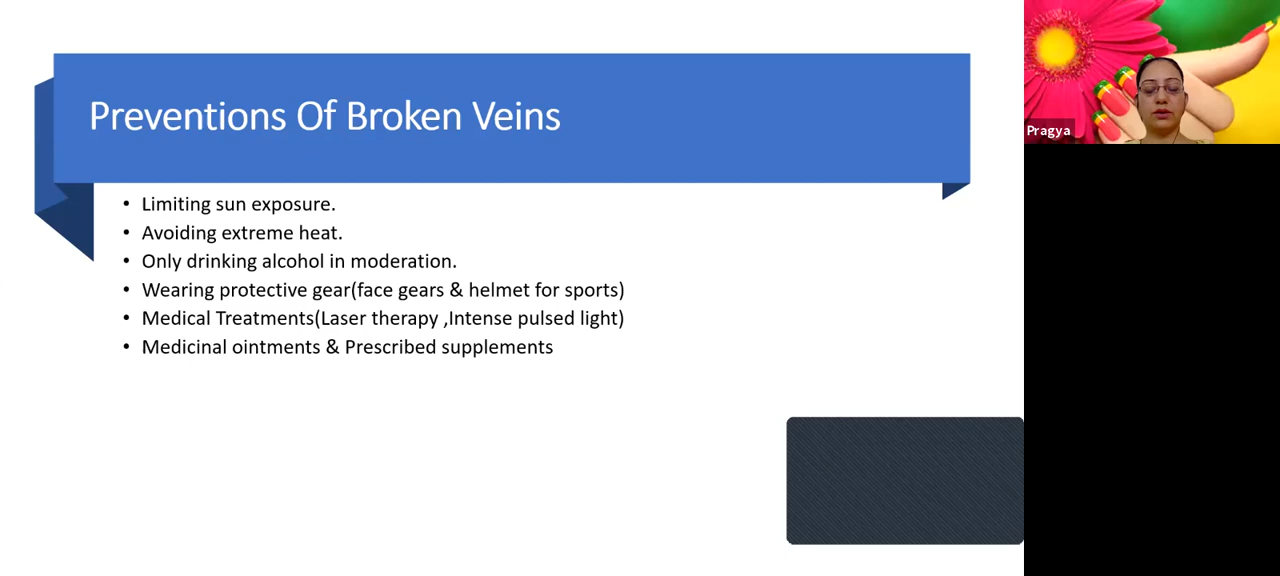 Preventions Of Broken Veins
• Limiting sun exposure.
• Avoiding extreme heat.
• Only drinking alcohol in moderation.
• Wearing protective gear(face gears & helmet for sports)
• Medical Treatments(Laser therapy ,Intense pulsed light)
• Medicinal ointments & Prescribed supplements
Pragya